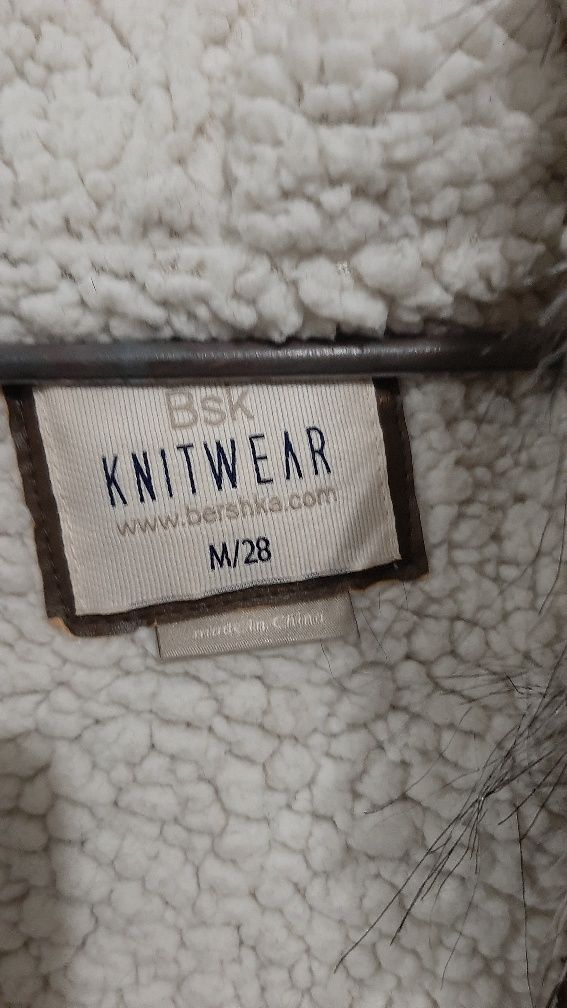 Bsk
KNITWEAR
www.bershka.com
M/28
made in China